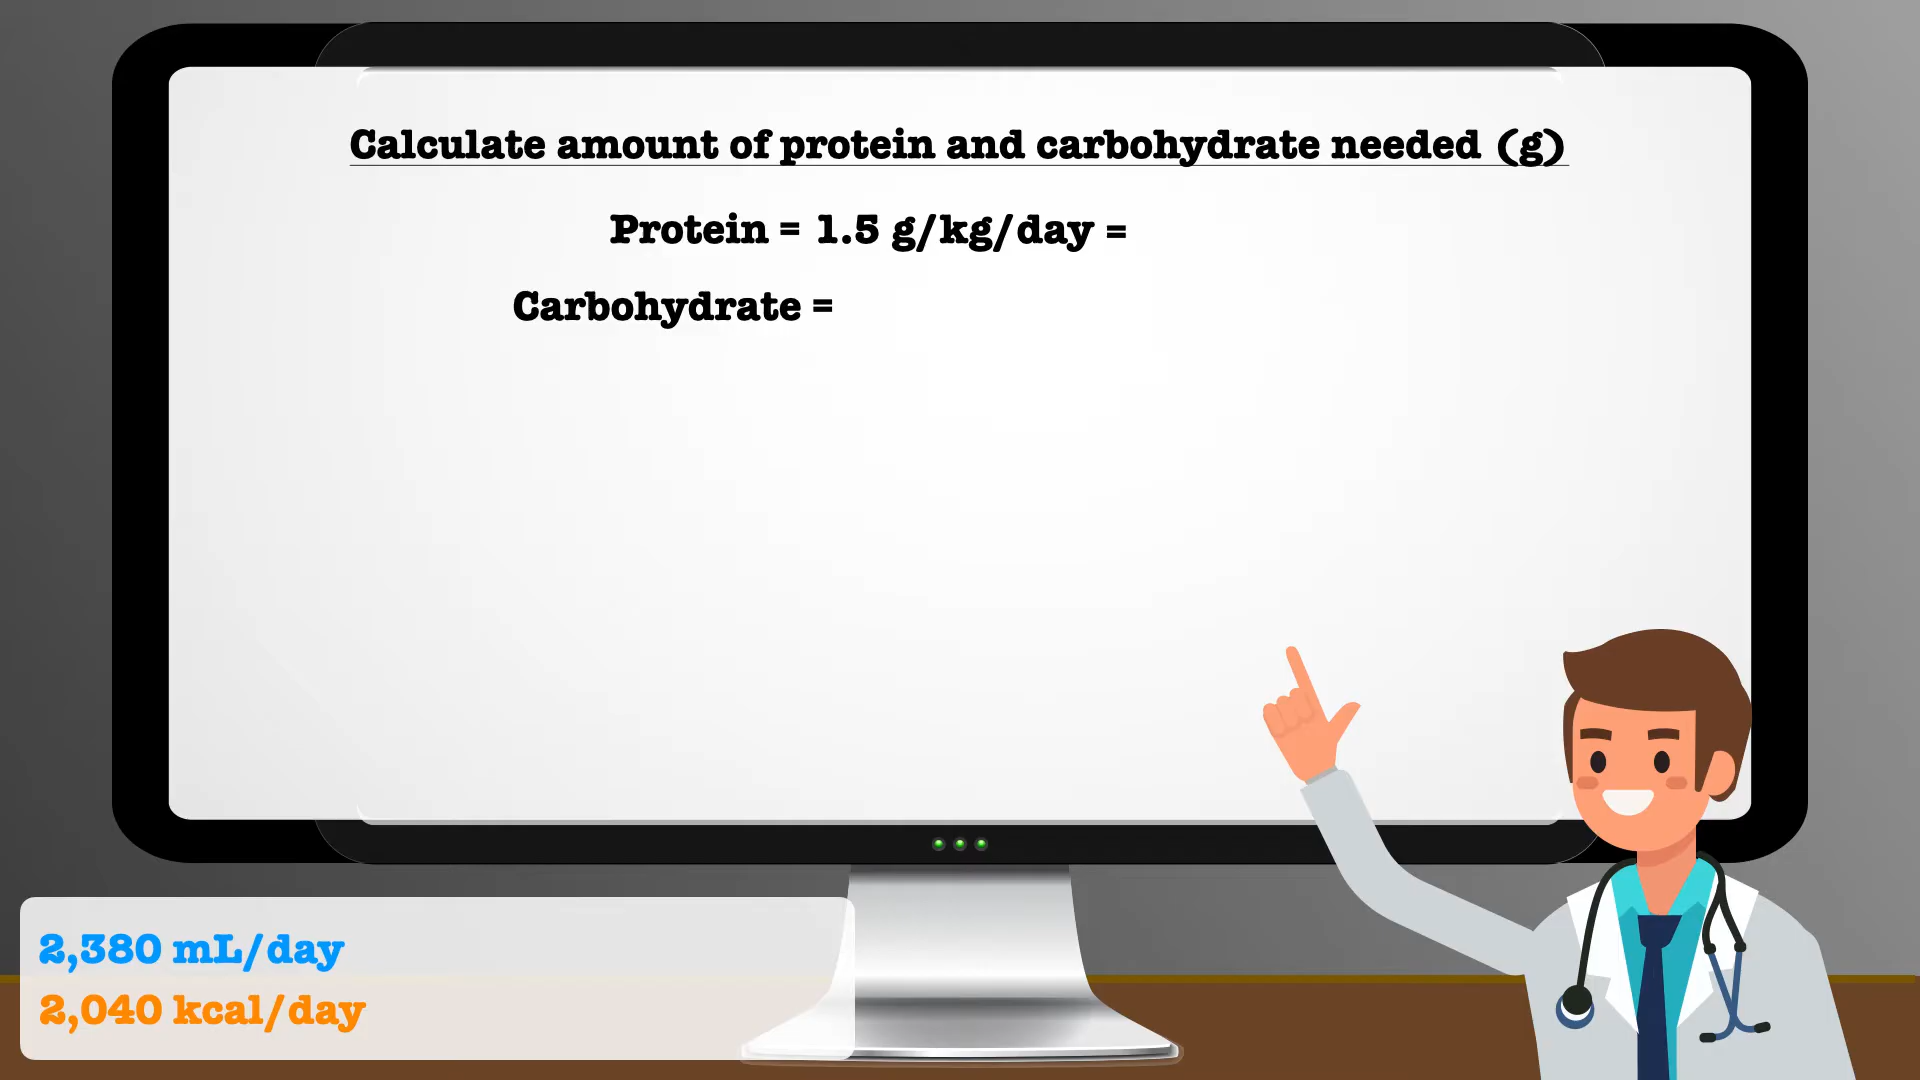 Calculate amount of protein and carbohydrate needed (g)
Protein = 1.5 g/kg/day =
Carbohydrate =
2,380 mL/day
2,040 kcal/day